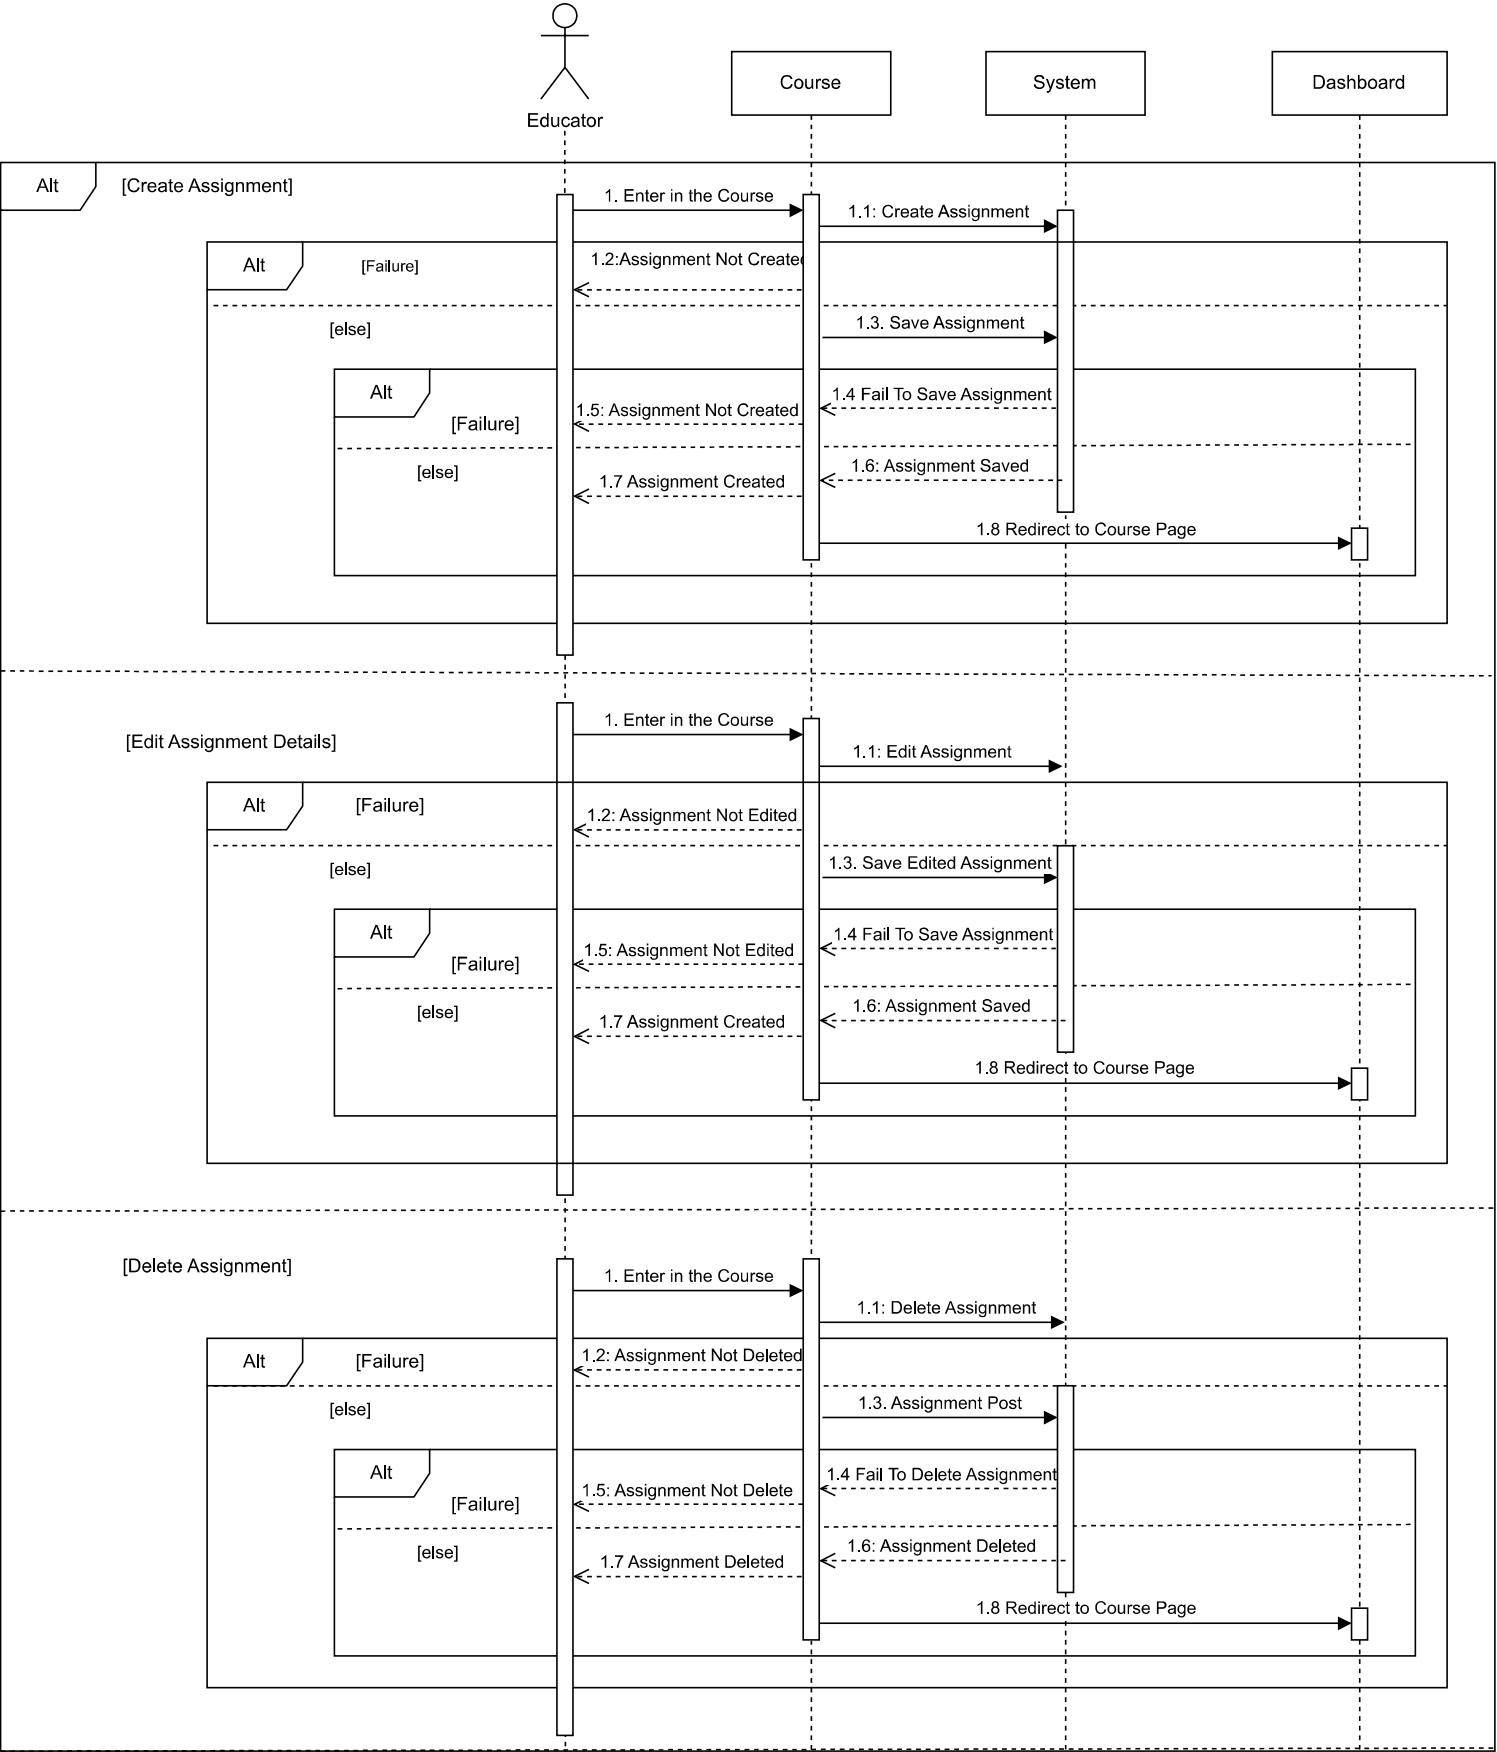 Educator
Course
System
Dashboard
Alt
[Create Assignment]
1. Enter in the Course
1.1: Create Assignment
Alt
[Failure]
1.2:Assignment Not Created
[else]
1.3. Save Assignment
Alt
[Failure]
1.4 Fail To Save Assignment
1.5: Assignment Not Created
[else]
1.6: Assignment Saved
1.7 Assignment Created
1.8 Redirect to Course Page
[Edit Assignment Details]
1. Enter in the Course
1.1: Edit Assignment
Alt
[Failure]
1.2: Assignment Not Edited
[else]
1.3. Save Edited Assignment
Alt
[Failure]
1.4 Fail To Save Assignment
1.5: Assignment Not Edited
[else]
1.6: Assignment Saved
1.7 Assignment Created
1.8 Redirect to Course Page
[Delete Assignment]
1. Enter in the Course
1.1: Delete Assignment
Alt
[Failure]
1.2: Assignment Not Deleted
[else]
1.3. Assignment Post
Alt
[Failure]
1.4 Fail To Delete Assignment
1.5: Assignment Not Delete
[else]
1.6: Assignment Deleted
1.7 Assignment Deleted
1.8 Redirect to Course Page